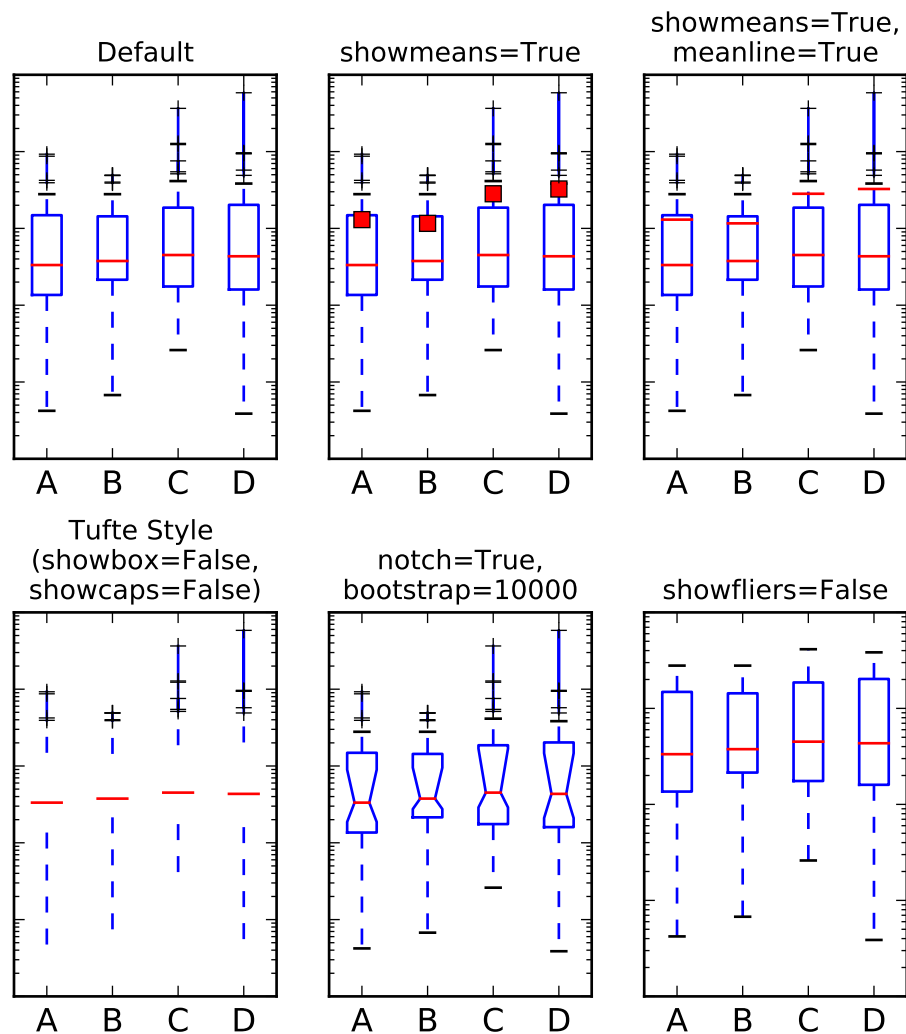 Default
showmeans=True
showmeans=True,
meanline=True
A B C D
A B C D
A B C D
Tufte Style
(showbox=False,
showcaps=False)
notch=True,
bootstrap=10000
showfliers=False
A B C D
A B C D
A B C D